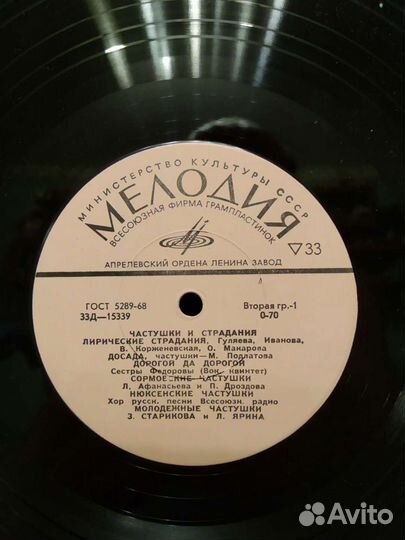 МИНИСТЕРСТВО КУЛЬТУРЫ СССР
МЕЛОДИЯ
ВСЕСОЮЗНАЯ ФИРМА ГРАМПЛАСТИНОК
▽33
АПРЕЛЕВСКИЙ ОРДЕНА ЛЕНИНА ЗАВОД
ГОСТ 5289-68
Вторая гр.-1
33Д—15339
0-70
ЧАСТУШКИ И СТРАДАНИЯ
ЛИРИЧЕСКИЕ СТРАДАНИЯ, Гуляева, Иванова,
В. Корженевская, О. Макарова
ДОСАДА, частушки—М. Подлатова
ДОРОГОЙ ДА ДОРОГОЙ
Сестры Федоровы (Вок. квинтет)
СОРМОВСКИЕ ЧАСТУШКИ
Л. Афанасьева и П. Дроздова
НЮКСЕНСКИЕ ЧАСТУШКИ
Хор русск. песни Всесоюзн. радио
МОЛОДЕЖНЫЕ ЧАСТУШКИ
З. СТАРИКОВА и Л. ЯРИНА
Avito